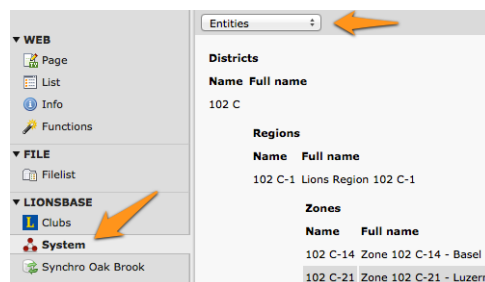 WEB
Page
List
Info
Functions
FILE
Filelist
LIONSBASE
L Clubs
System
Synchro Oak Brook
Entities
Districts
Name Full name
102 C
Regions
Name Full name
102 C-1 Lions Region 102 C-1
Zones
Name Full name
102 C-14 Zone 102 C-14 - Basel
102 C-21 Zone 102 C-21 - Luzern